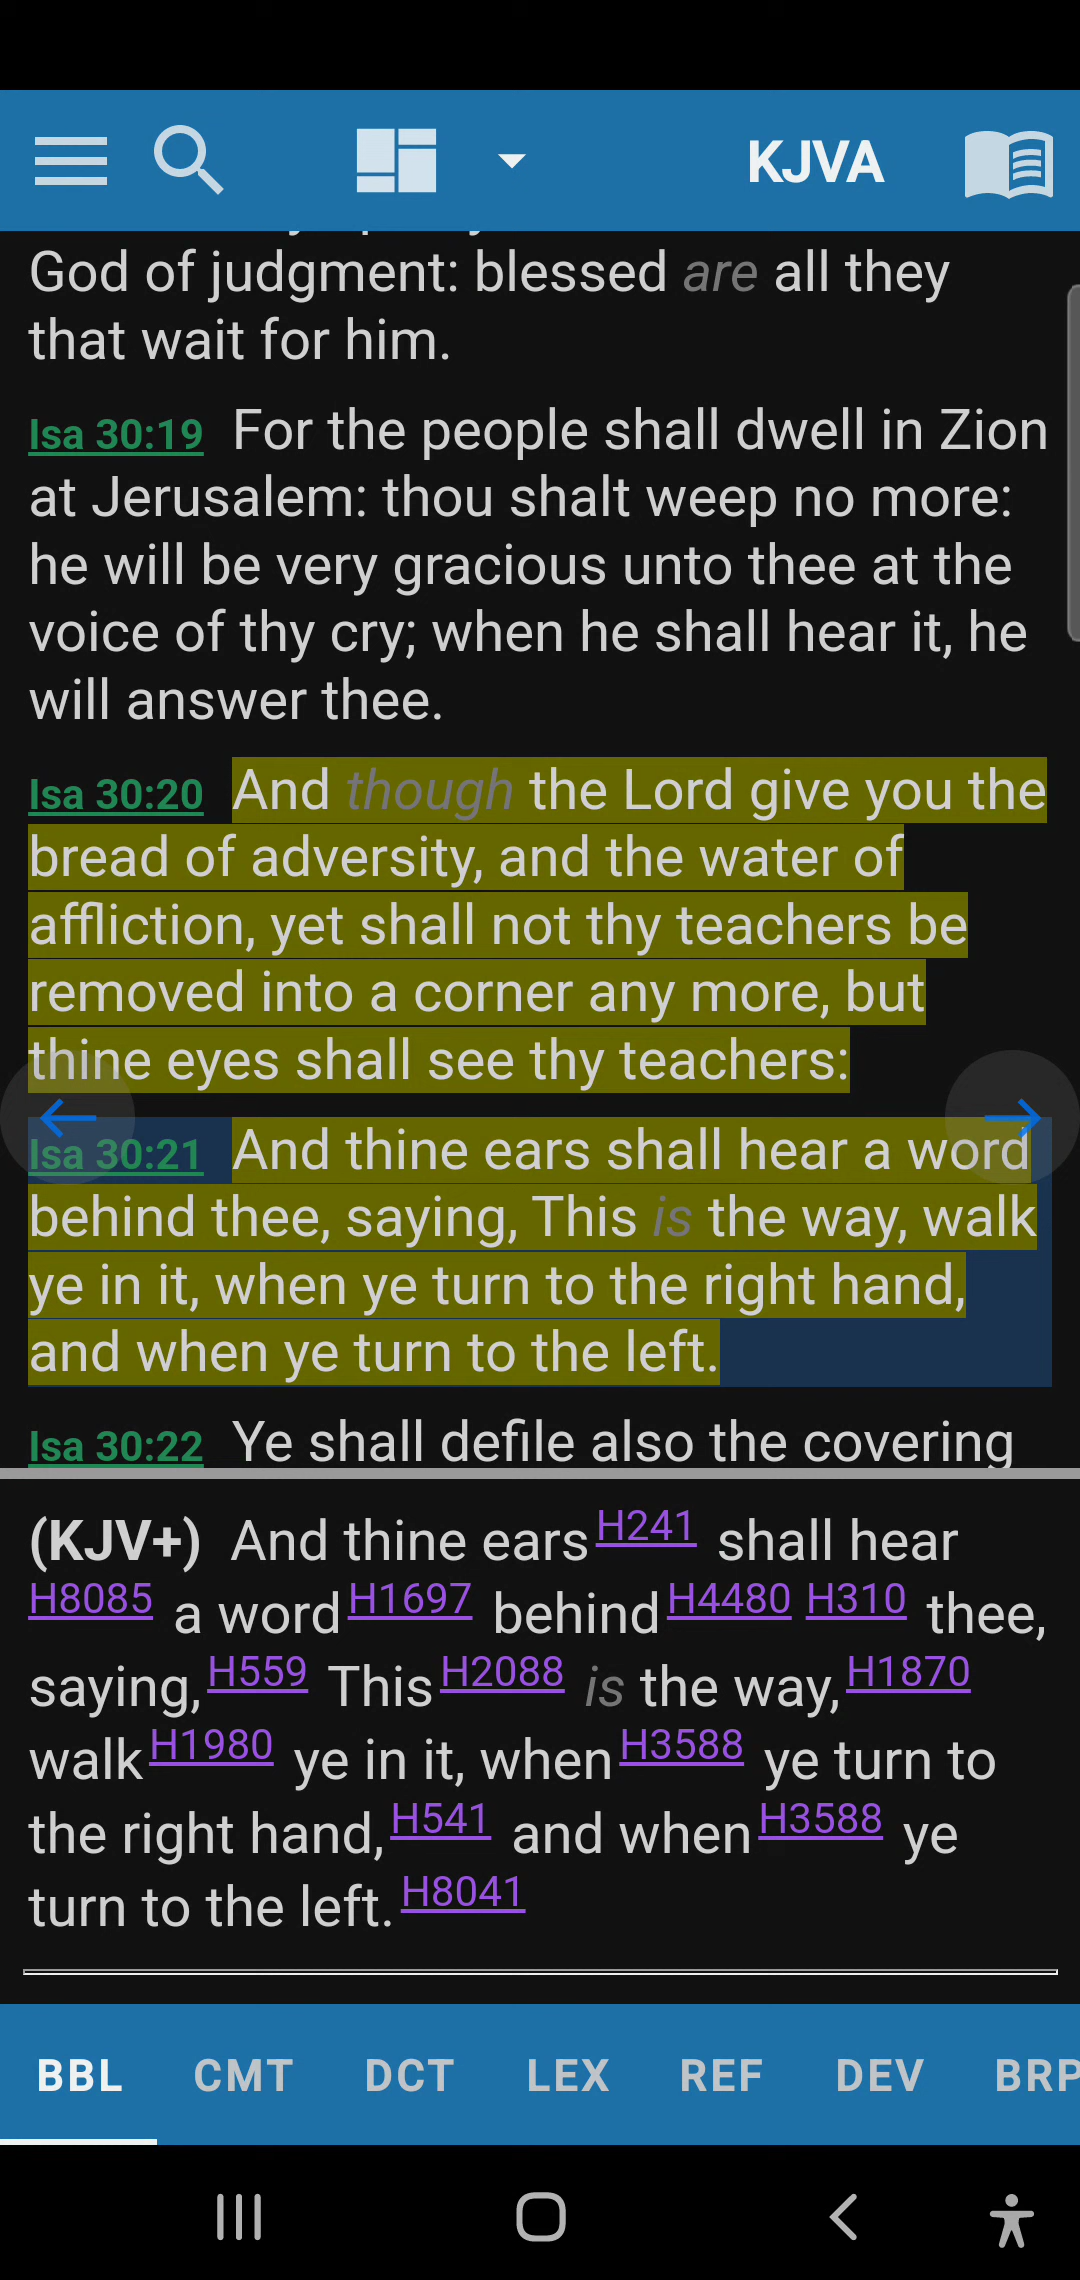 KJVA
God of judgment: blessed are all they
that wait for him.
Isa 30:19 For the people shall dwell in Zion
at Jerusalem: thou shalt weep no more:
he will be very gracious unto thee at the
voice of thy cry; when he shall hear it, he
will answer thee.
Isa 30:20 And though the Lord give you the
bread of adversity, and the water of
affliction, yet shall not thy teachers be
removed into a corner any more, but
thine eyes shall see thy teachers:
Isa 30:21 And thine ears shall hear a word
behind thee, saying, This is the way, walk
ye in it, when ye turn to the right hand,
and when ye turn to the left.
Isa 30:22 Ye shall defile also the covering
(KJV+) And thine ears H241 shall hear
H8085 a word H1697 behind H4480 H310 thee,
saying, H559 This H2088 is the way, H1870
walk H1980 ye in it, when H3588 ye turn to
the right hand, H541 and when H3588 ye
turn to the left. H8041
BBL CMT DCT LEX REF DEV BRP